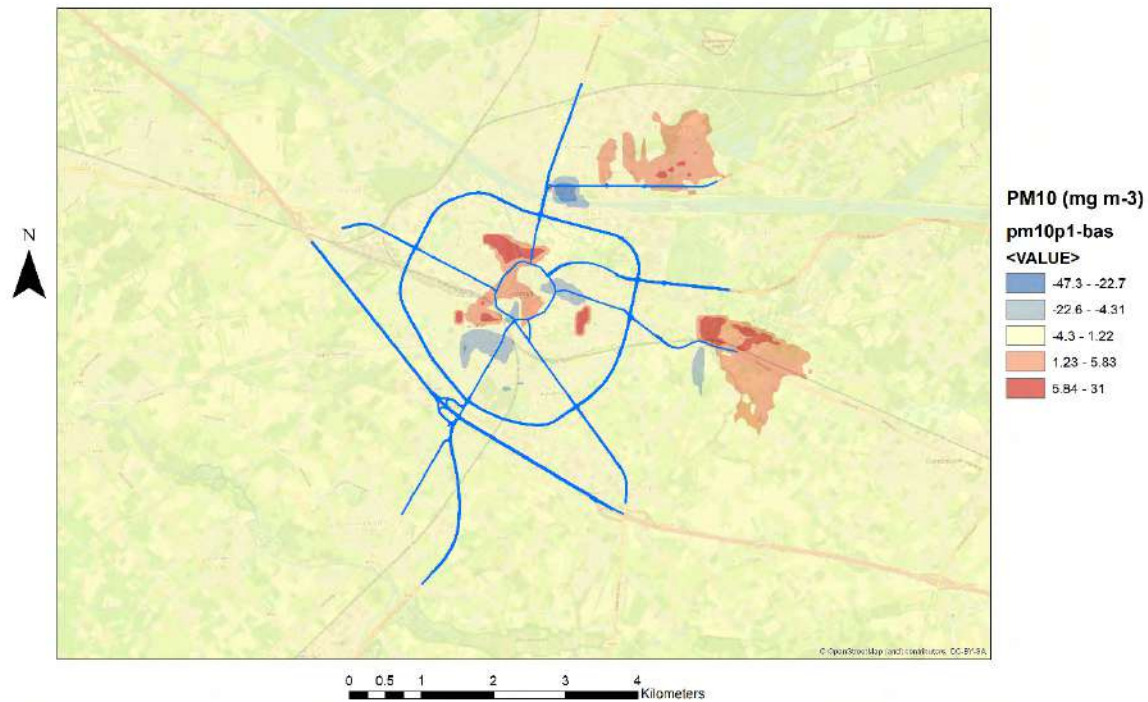 PM10 (mg m-3)
pm10p1-bas
<VALUE>
-47.3 - -22.7
-22.6 - -4.31
-4.3 - 1.22
1.23 - 5.83
5.84 - 31
N
© OpenStreetMap (and) contributors, CC-BY-SA
0 0.5 1 2 3 4
Kilometers